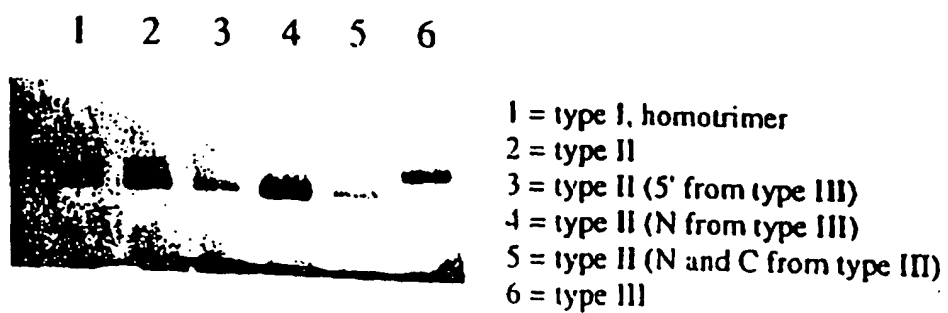 1 2 3 4 5 6
1 = type I, homotrimer
2 = type II
3 = type II (5' from type III)
4 = type II (N from type III)
5 = type II (N and C from type III)
6 = type III